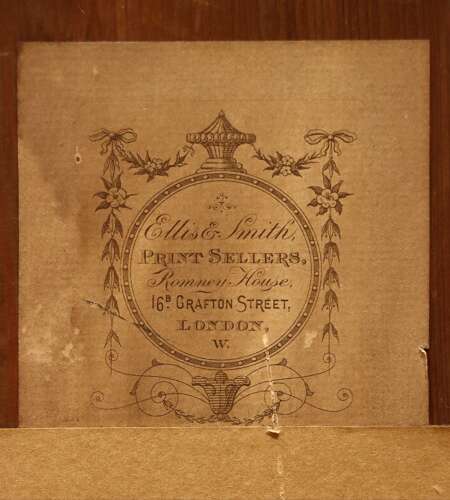 Ellis & Smith,
PRINT SELLERS,
Romney House,
16B GRAFTON STREET,
LONDON,
W.